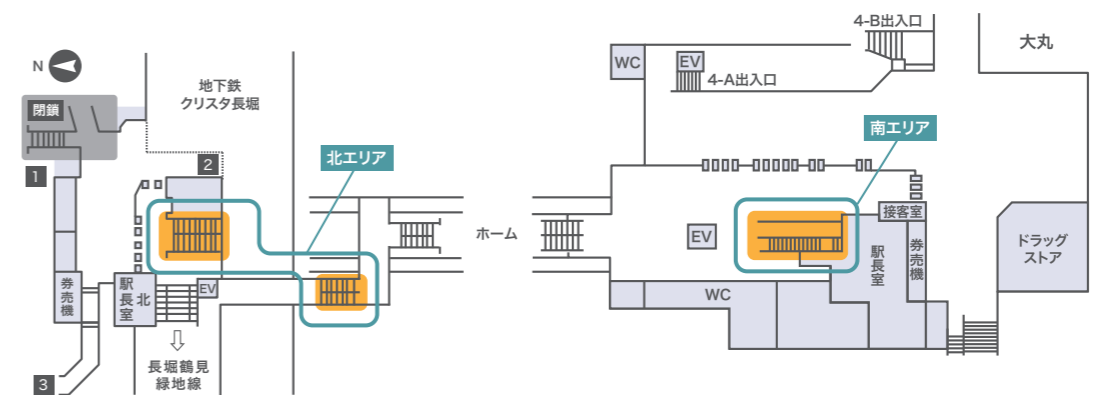 N
閉鎖
地下鉄
クリスタ長堀
1
2
北エリア
券売機
駅長室
北
EV
長堀鶴見
緑地線
3
ホーム
WC
EV
4-A出入口
4-B出入口
大丸
南エリア
EV
接客室
駅長室
券売機
WC
ドラッグ
ストア